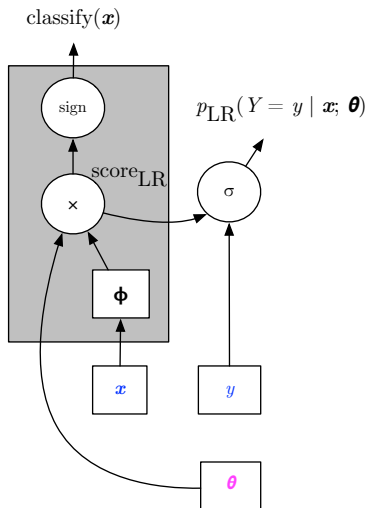 classify(𝒙)
sign
p_LR(Y = y | 𝒙; 𝜽)
score_LR
×
σ
ϕ
𝒙
y
𝜽